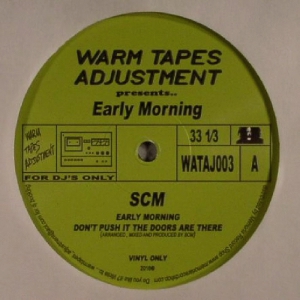 WARM TAPES
ADJUSTMENT
presents..
Early Morning
WARM
TAPES
ADJUSTMENT
FOR DJ'S ONLY
33 1/3
WATAJ003
A
SCM
EARLY MORNING
DON'T PUSH IT THE DOORS ARE THERE
[ARRANGED , MIXED AND PRODUCED BY SCM]
VINYL ONLY